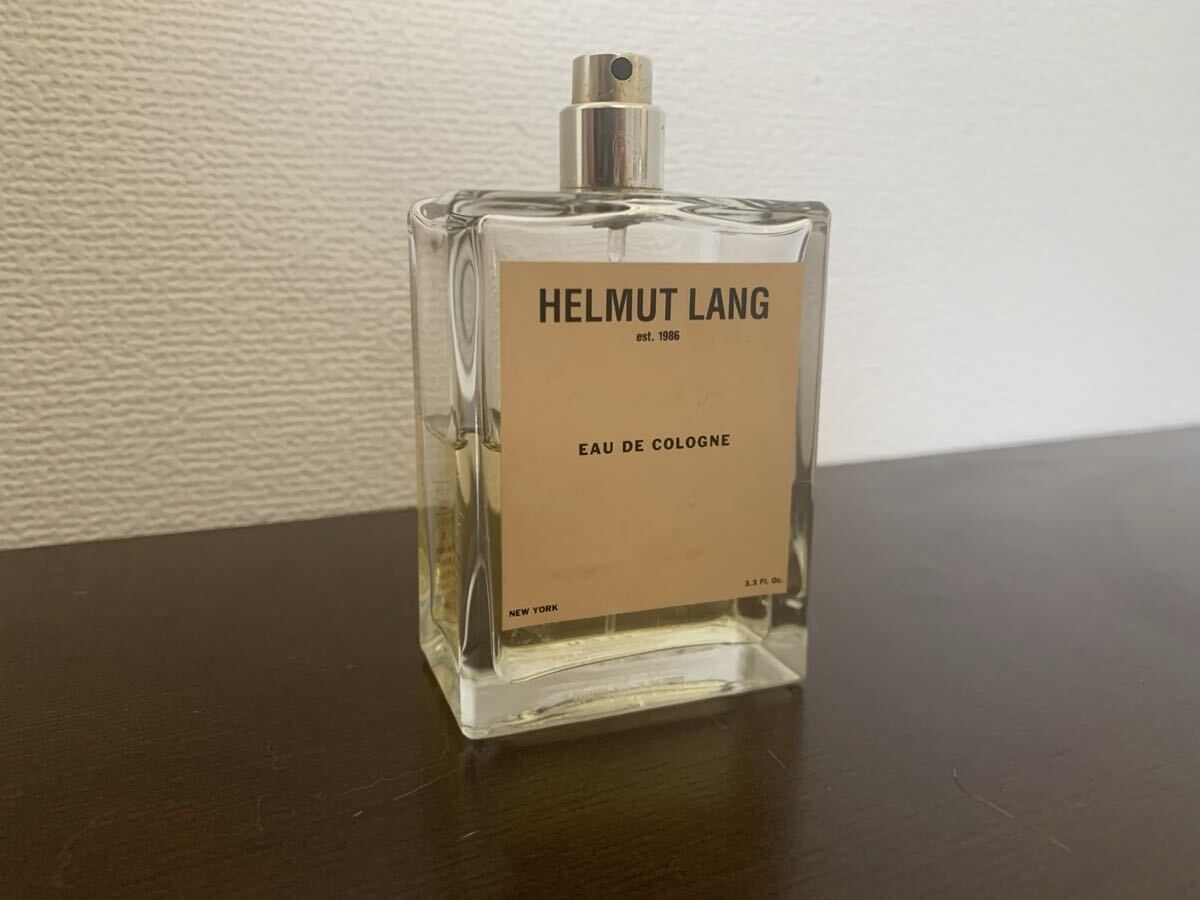 HELMUT LANG
est. 1986
EAU DE COLOGNE
3.3 Fl. Oz.
NEW YORK